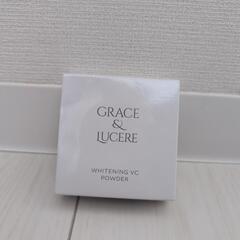 GRACE
&
LUCERE
WHITENING VC
POWDER